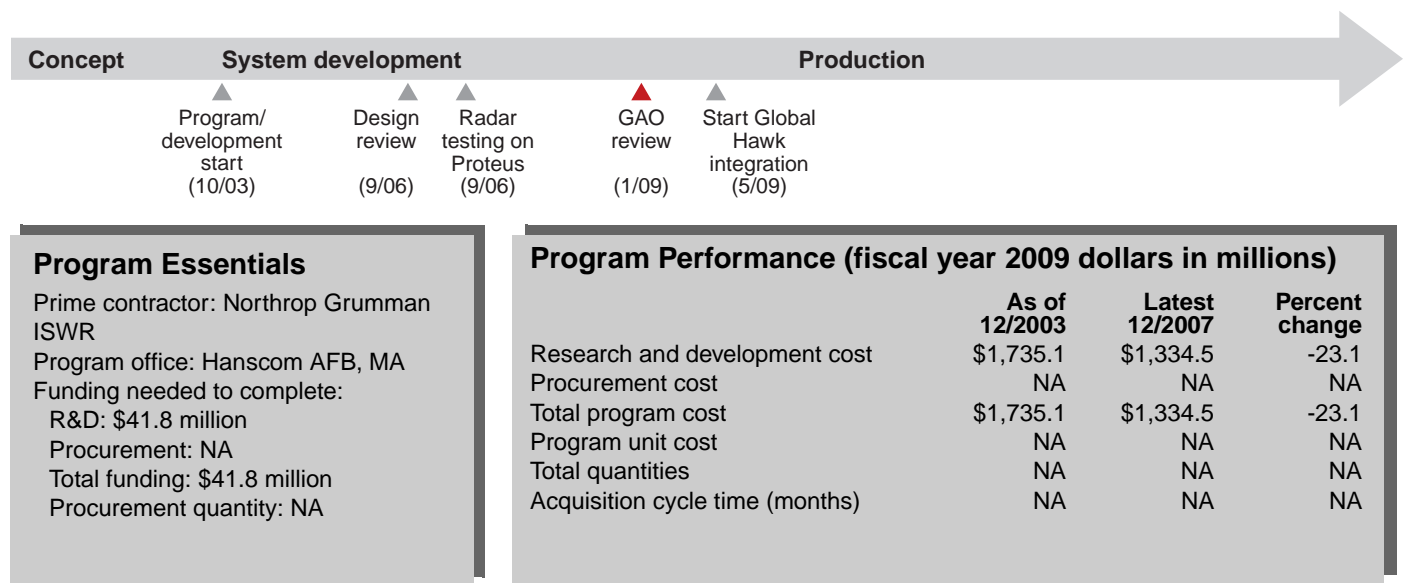 Concept System development Production
Program/
development
start
(10/03)
Design
review
(9/06)
Radar
testing on
Proteus
(9/06)
GAO
review
(1/09)
Start Global
Hawk
integration
(5/09)
Program Essentials
Prime contractor: Northrop Grumman
ISWR
Program office: Hanscom AFB, MA
Funding needed to complete:
R&D: $41.8 million
Procurement: NA
Total funding: $41.8 million
Procurement quantity: NA
Program Performance (fiscal year 2009 dollars in millions)
As of Latest Percent
12/2003 12/2007 change
Research and development cost $1,735.1 $1,334.5 -23.1
Procurement cost NA NA NA
Total program cost $1,735.1 $1,334.5 -23.1
Program unit cost NA NA NA
Total quantities NA NA NA
Acquisition cycle time (months) NA NA NA